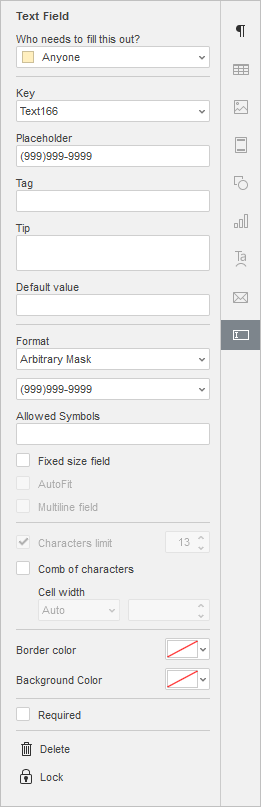 Text Field
Who needs to fill this out?
Anyone
Key
Text166
Placeholder
(999)999-9999
Tag
Tip
Default value
Format
Arbitrary Mask
(999)999-9999
Allowed Symbols
Fixed size field
AutoFit
Multiline field
Characters limit 13
Comb of characters
Cell width
Auto
Border color
Background Color
Required
Delete
Lock
Ta